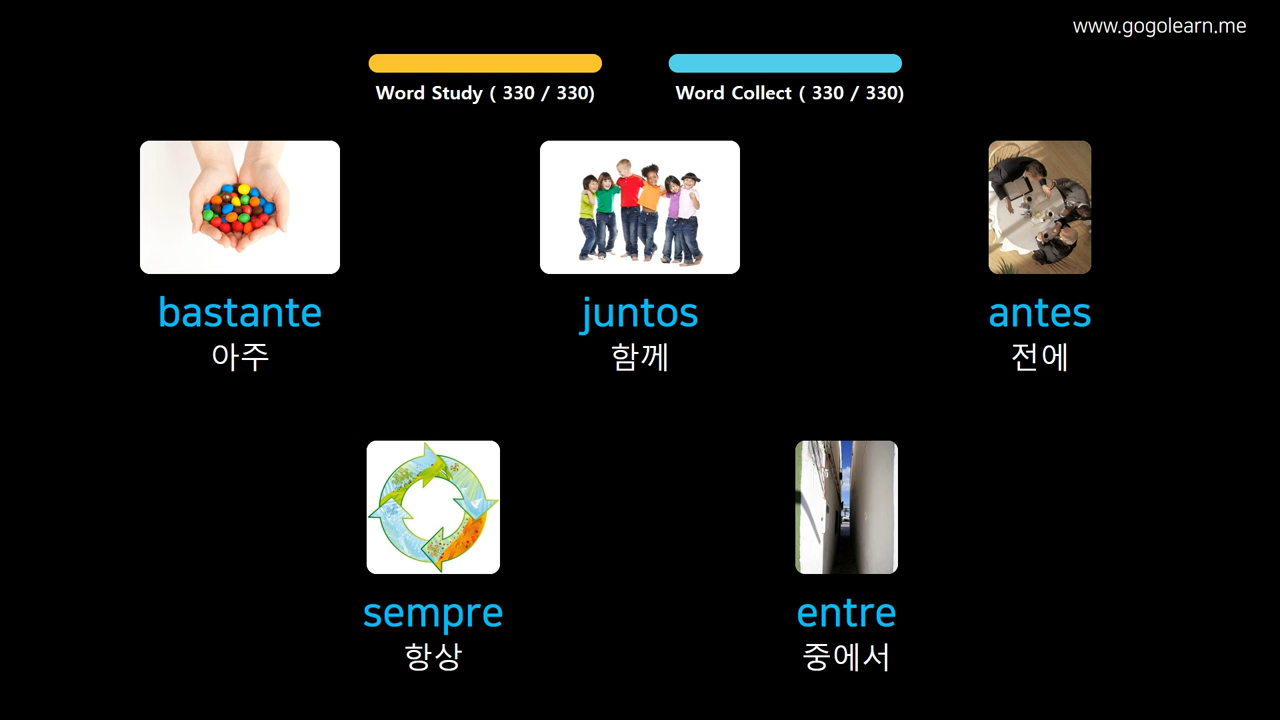 www.gogolearn.me
Word Study ( 330 / 330)
Word Collect ( 330 / 330)
bastante
아주
juntos
함께
antes
전에
sempre
항상
entre
중에서